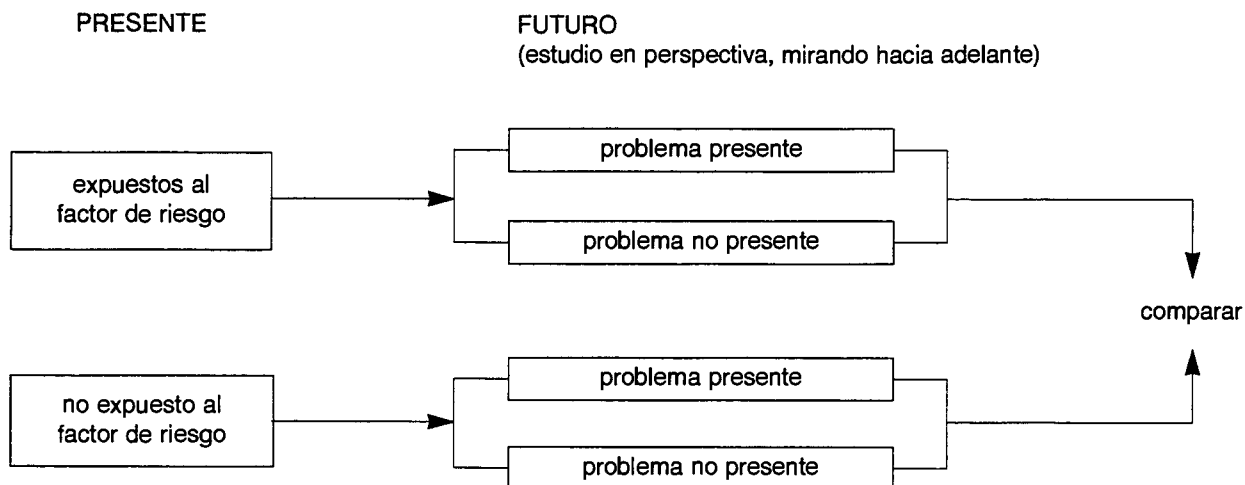 PRESENTE
FUTURO
(estudio en perspectiva, mirando hacia adelante)
expuestos al
factor de riesgo
problema presente
problema no presente
comparar
no expuesto al
factor de riesgo
problema presente
problema no presente